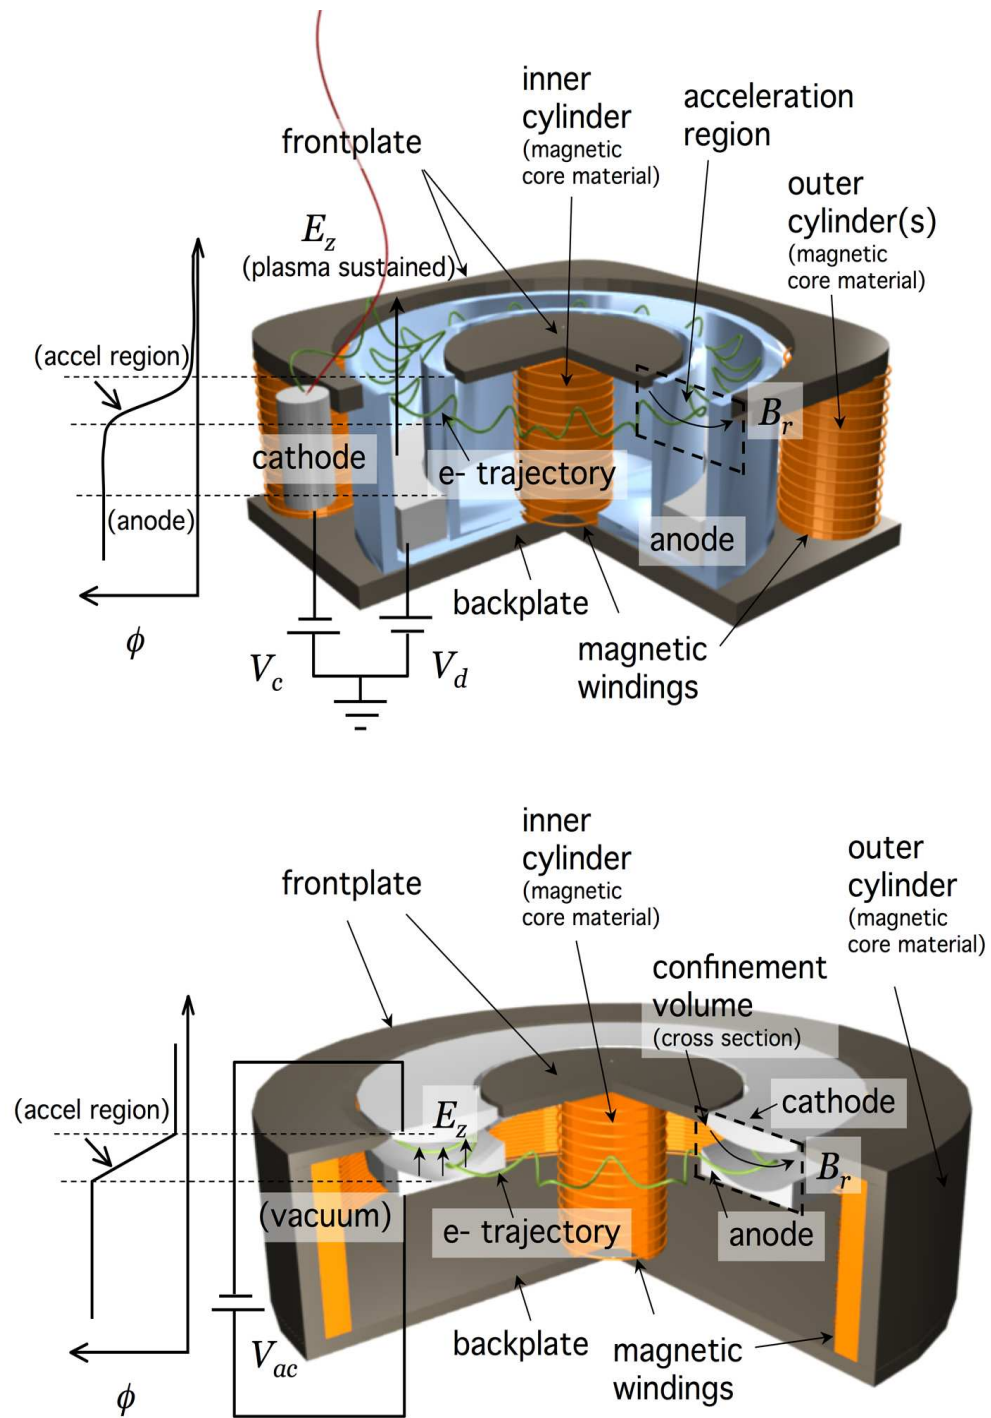 inner
cylinder
(magnetic
core material)
acceleration
region
frontplate
outer
cylinder(s)
(magnetic
core material)
E_z
(plasma sustained)
(accel region)
B_r
cathode
e- trajectory
(anode)
anode
backplate
ϕ
V_c
V_d
magnetic
windings
inner
cylinder
(magnetic
core material)
outer
cylinder
(magnetic
core material)
frontplate
confinement
volume
(cross section)
(accel region)
cathode
E_z
B_r
(vacuum)
e- trajectory
anode
backplate
V_ac
magnetic
windings
ϕ